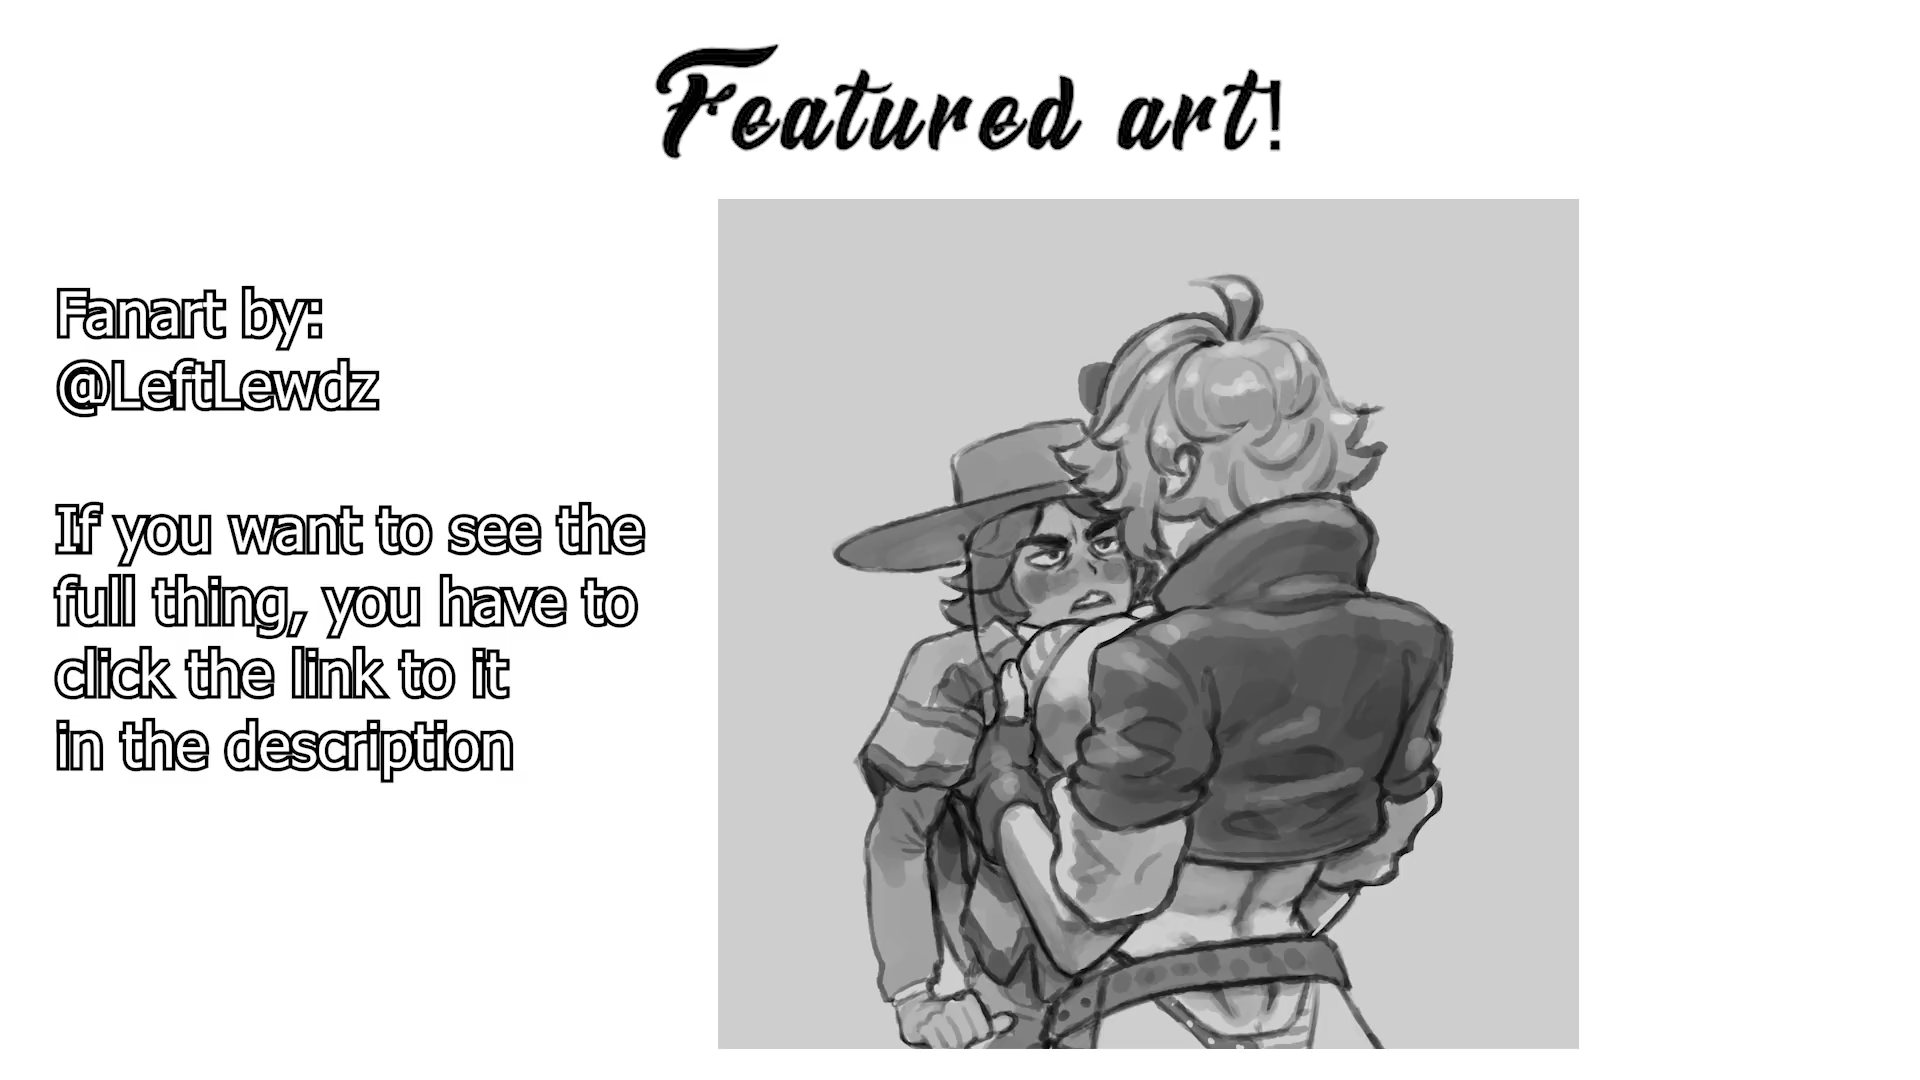 Featured art!
Fanart by:
@LeftLewdz
If you want to see the
full thing, you have to
click the link to it
in the description